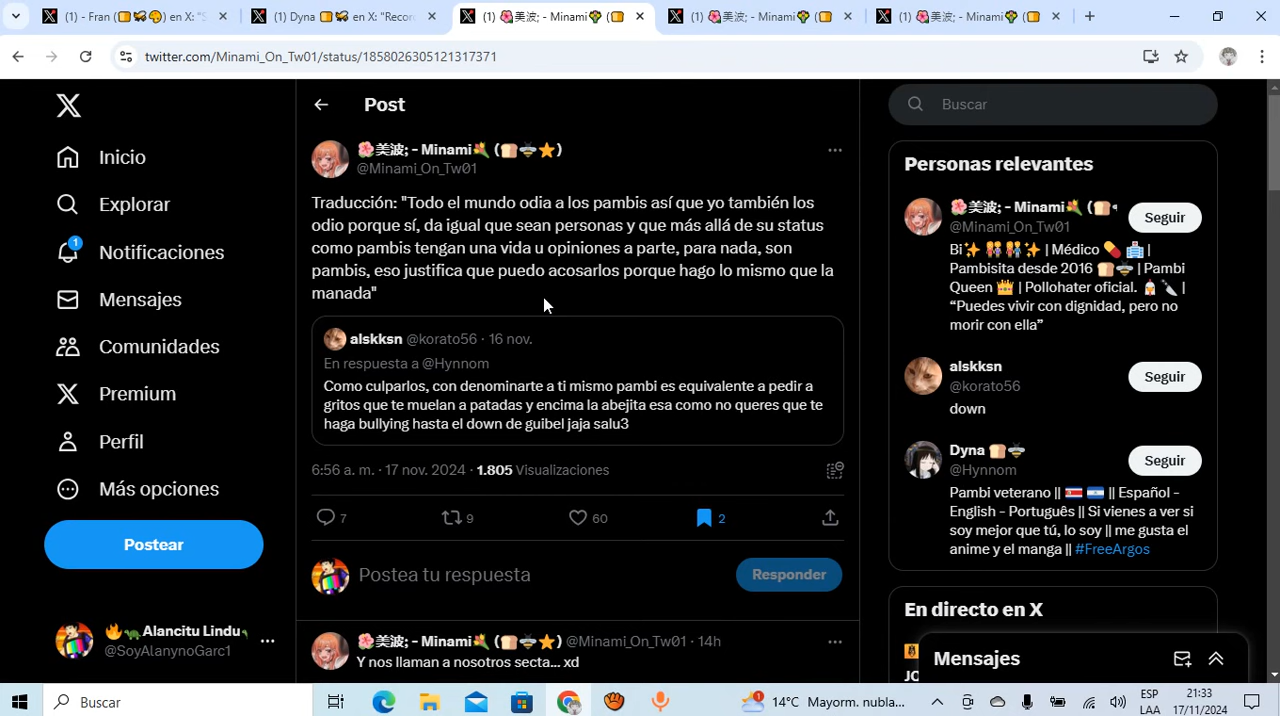 (1) - Fran (🍞🐝🦁) en X: "S
(1) Dyna 🍞🐝 en X: "Recor
(1) 🌺美波; - Minami💐 (🍞
(1) 🌺美波; - Minami💐 (🍞
(1) 🌺美波; - Minami💐 (🍞
twitter.com/Minami_On_Tw01/status/1858026305121317371
Inicio
Explorar
1
Notificaciones
Mensajes
Comunidades
Premium
Perfil
Más opciones
Postear
🔥🐢Alancitu Lindu
@SoyAlanynoGarc1
Post
🌺美波; - Minami💐 (🍞🐝⭐)
@Minami_On_Tw01
Traducción: "Todo el mundo odia a los pambis así que yo también los
odio porque sí, da igual que sean personas y que más allá de su status
como pambis tengan una vida u opiniones a parte, para nada, son
pambis, eso justifica que puedo acosarlos porque hago lo mismo que la
manada"
alskksn @korato56 · 16 nov.
En respuesta a @Hynnom
Como culparlos, con denominarte a ti mismo pambi es equivalente a pedir a
gritos que te muelan a patadas y encima la abejita esa como no queres que te
haga bullying hasta el down de guibel jaja salu3
6:56 a. m. · 17 nov. 2024 · 1.805 Visualizaciones
7 9 60 2
Postea tu respuesta
Responder
🌺美波; - Minami💐 (🍞🐝⭐) @Minami_On_Tw01 · 14h
Y nos llaman a nosotros secta... xd
Buscar
Personas relevantes
🌺美波; - Minami💐 (🍞
@Minami_On_Tw01
Seguir
Bi✨ 👭👬✨ | Médico 💊 🏥 |
Pambisita desde 2016 🍞🐝 | Pambi
Queen 👑 | Pollohater oficial. 🐔🔪 |
“Puedes vivir con dignidad, pero no
morir con ella”
alskksn
@korato56
Seguir
down
Dyna 🍞🐝
@Hynnom
Seguir
Pambi veterano || 🇨🇷 🇳🇮 || Español -
English - Português || Si vienes a ver si
soy mejor que tú, lo soy || me gusta el
anime y el manga || #FreeArgos
En directo en X
Mensajes
Buscar
14°C Mayorm. nubla...
ESP
LAA
21:33
17/11/2024